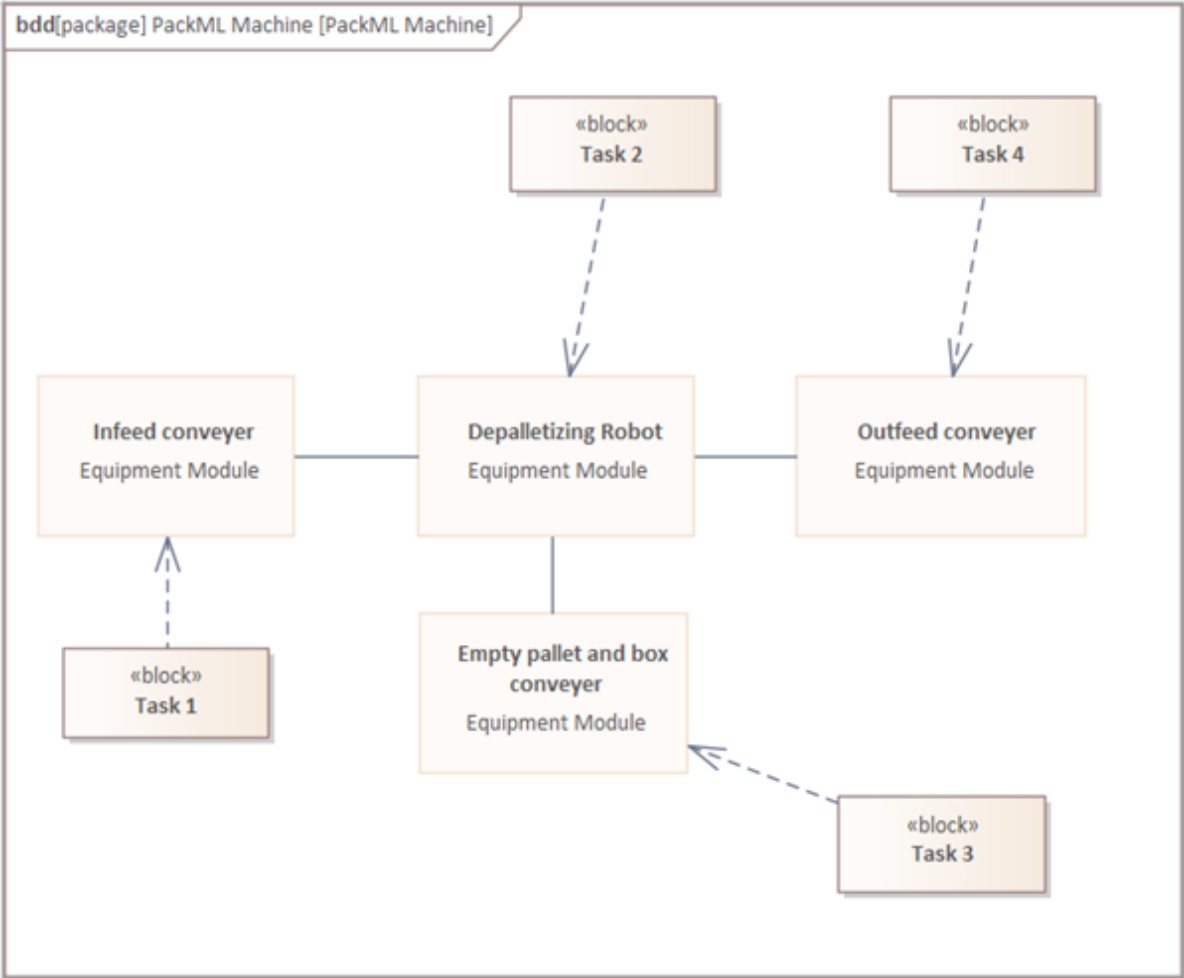 bdd[package] PackML Machine [PackML Machine]
«block»
Task 2
«block»
Task 4
Infeed conveyer
Equipment Module
Depalletizing Robot
Equipment Module
Outfeed conveyer
Equipment Module
«block»
Task 1
Empty pallet and box
conveyer
Equipment Module
«block»
Task 3